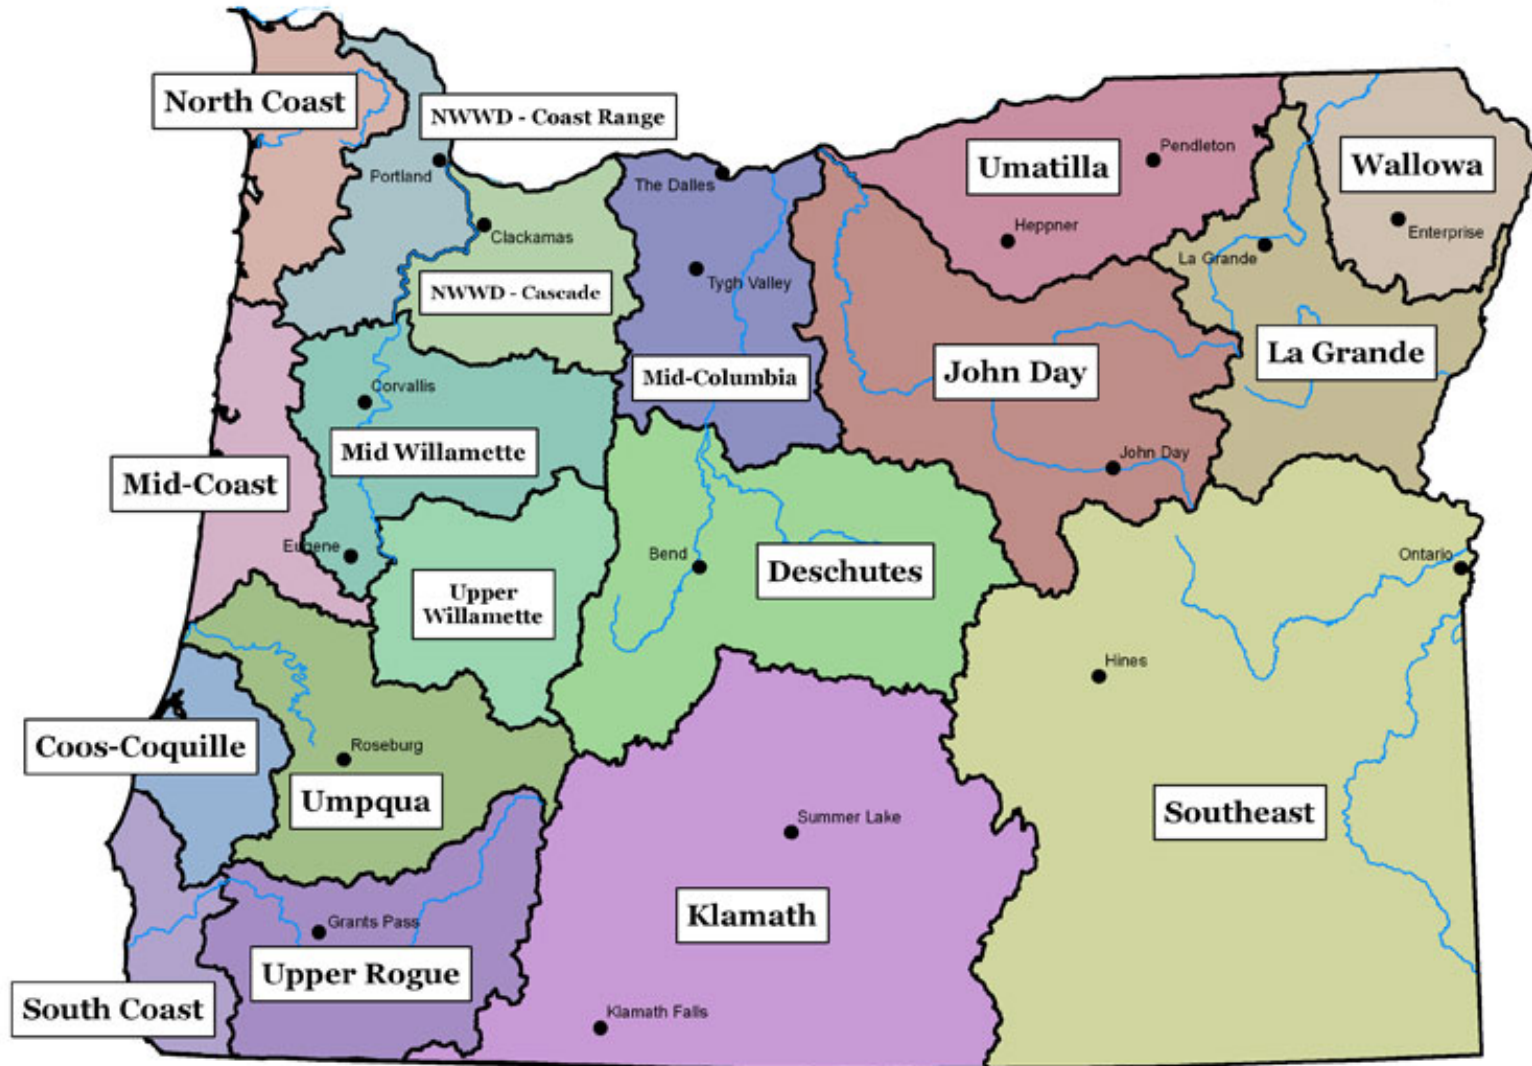 North Coast
NWWD - Coast Range
Portland
Clackamas
NWWD - Cascade
The Dalles
Tygh Valley
Mid-Columbia
Umatilla
Pendleton
Heppner
Wallowa
Enterprise
La Grande
La Grande
John Day
John Day
Corvallis
Mid Willamette
Mid-Coast
Eugene
Upper
Willamette
Bend
Deschutes
Ontario
Hines
Southeast
Coos-Coquille
Roseburg
Umpqua
Summer Lake
Klamath
Klamath Falls
Grants Pass
Upper Rogue
South Coast